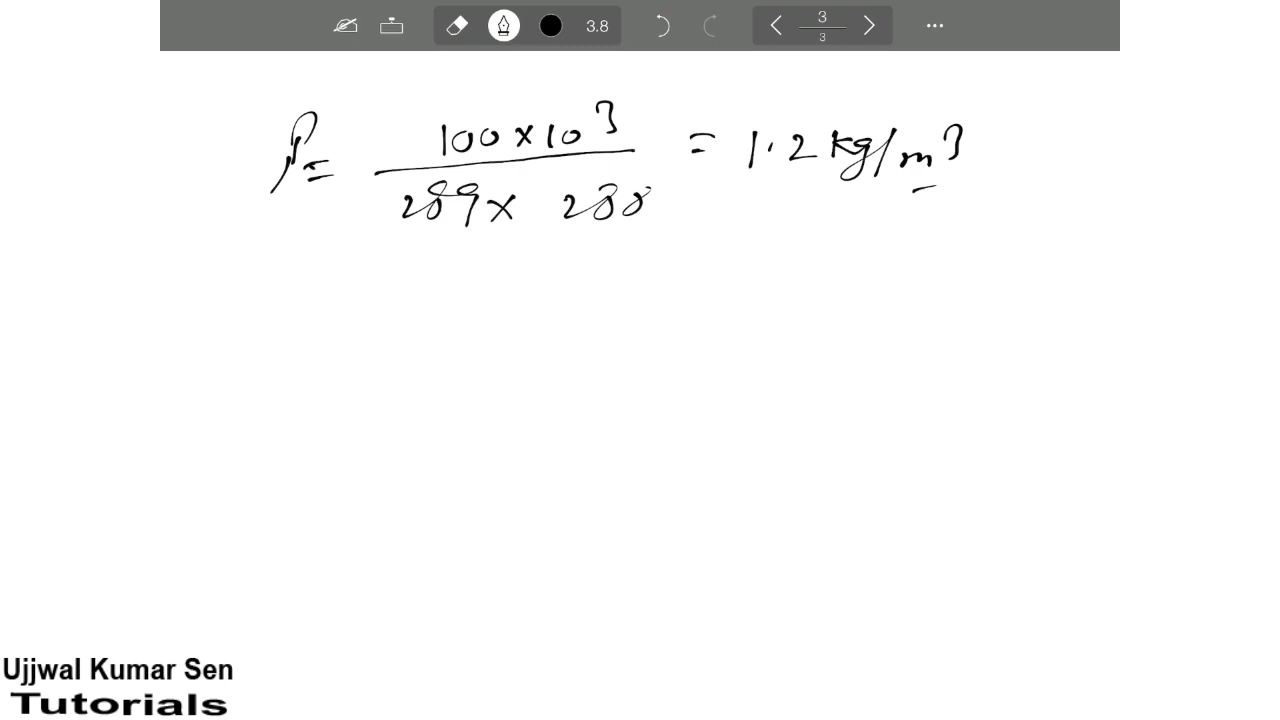 3.8
3
3
ρ = 100 × 10³ / 289 × 288 = 1.2 kg/m³
Ujjwal Kumar Sen
Tutorials